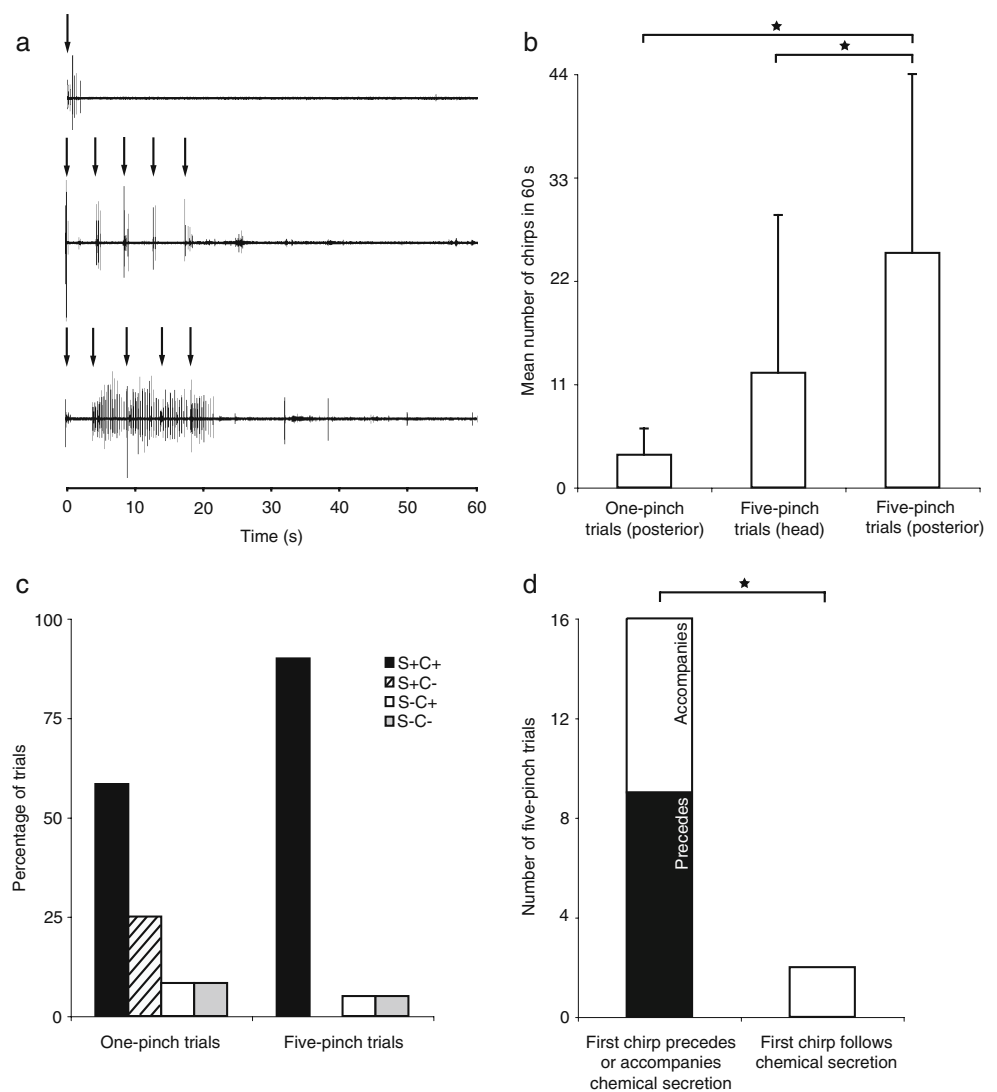 a
0
10
20
30
40
50
60
Time (s)
b
44
33
22
11
0
Mean number of chirps in 60 s
One-pinch
trials (posterior)
Five-pinch
trials (head)
Five-pinch
trials (posterior)
c
100
75
50
25
0
Percentage of trials
S+C+
S+C-
S-C+
S-C-
One-pinch trials
Five-pinch trials
d
16
12
8
4
0
Number of five-pinch trials
Accompanies
Precedes
First chirp precedes
or accompanies
chemical secretion
First chirp follows
chemical secretion